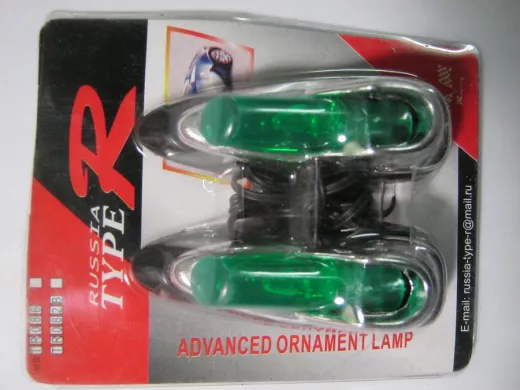 RUSSIA
TYPE R
ADVANCED ORNAMENT LAMP
E-mail: russia-type-r@mail.ru